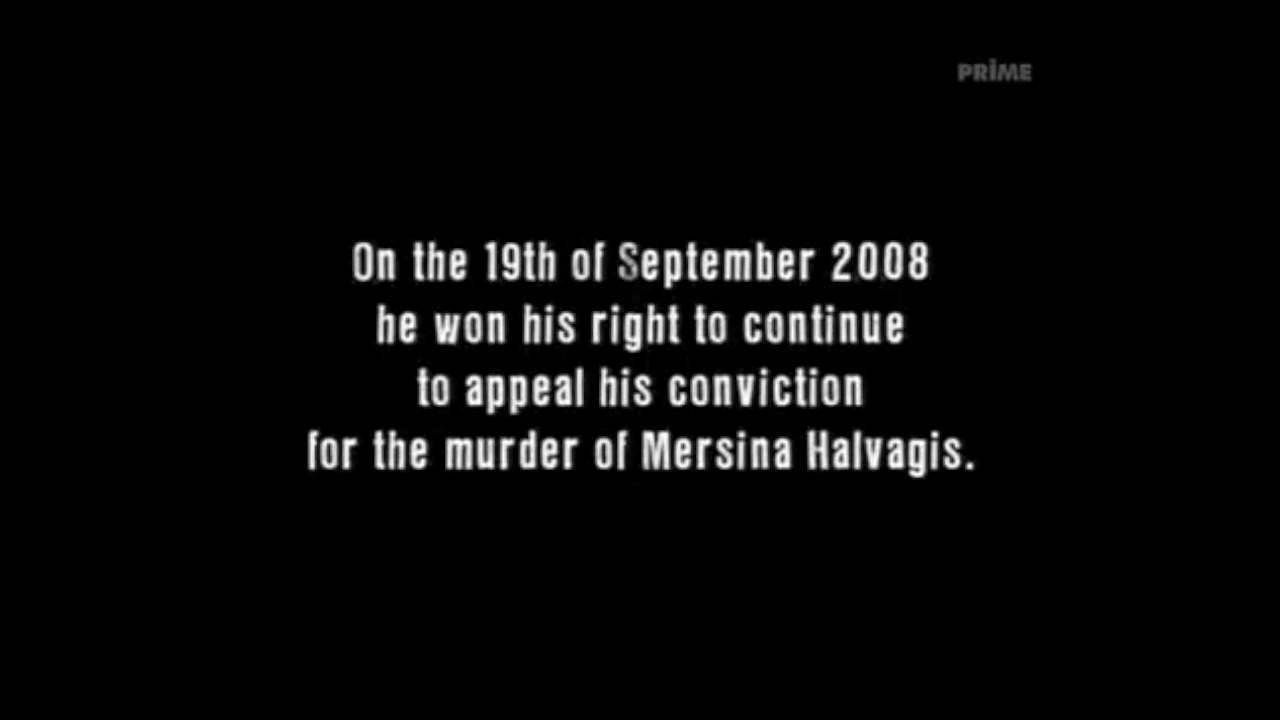 PRIME
On the 19th of September 2008
he won his right to continue
to appeal his conviction
for the murder of Mersina Halvagis.